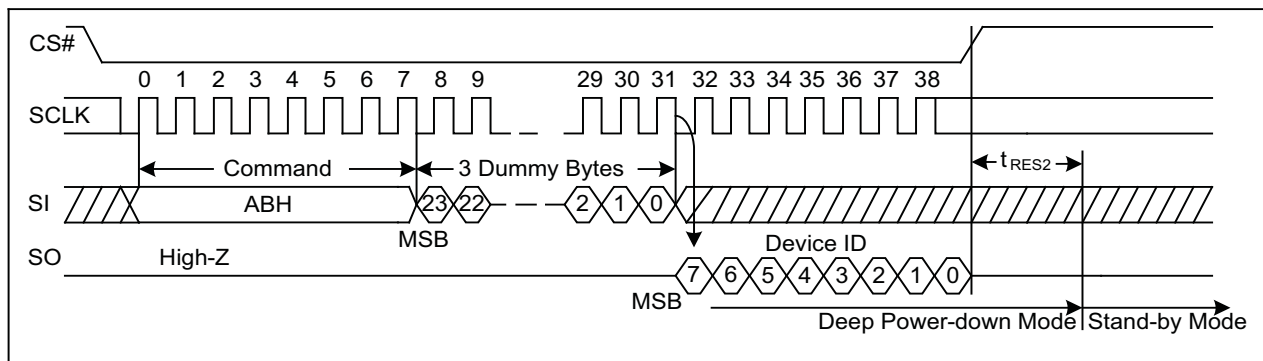 CS#
0 1 2 3 4 5 6 7 8 9 29 30 31 32 33 34 35 36 37 38
SCLK
Command 3 Dummy Bytes tRES2
SI ABH 23 22 2 1 0
MSB
SO High-Z Device ID
7 6 5 4 3 2 1 0
MSB
Deep Power-down Mode Stand-by Mode